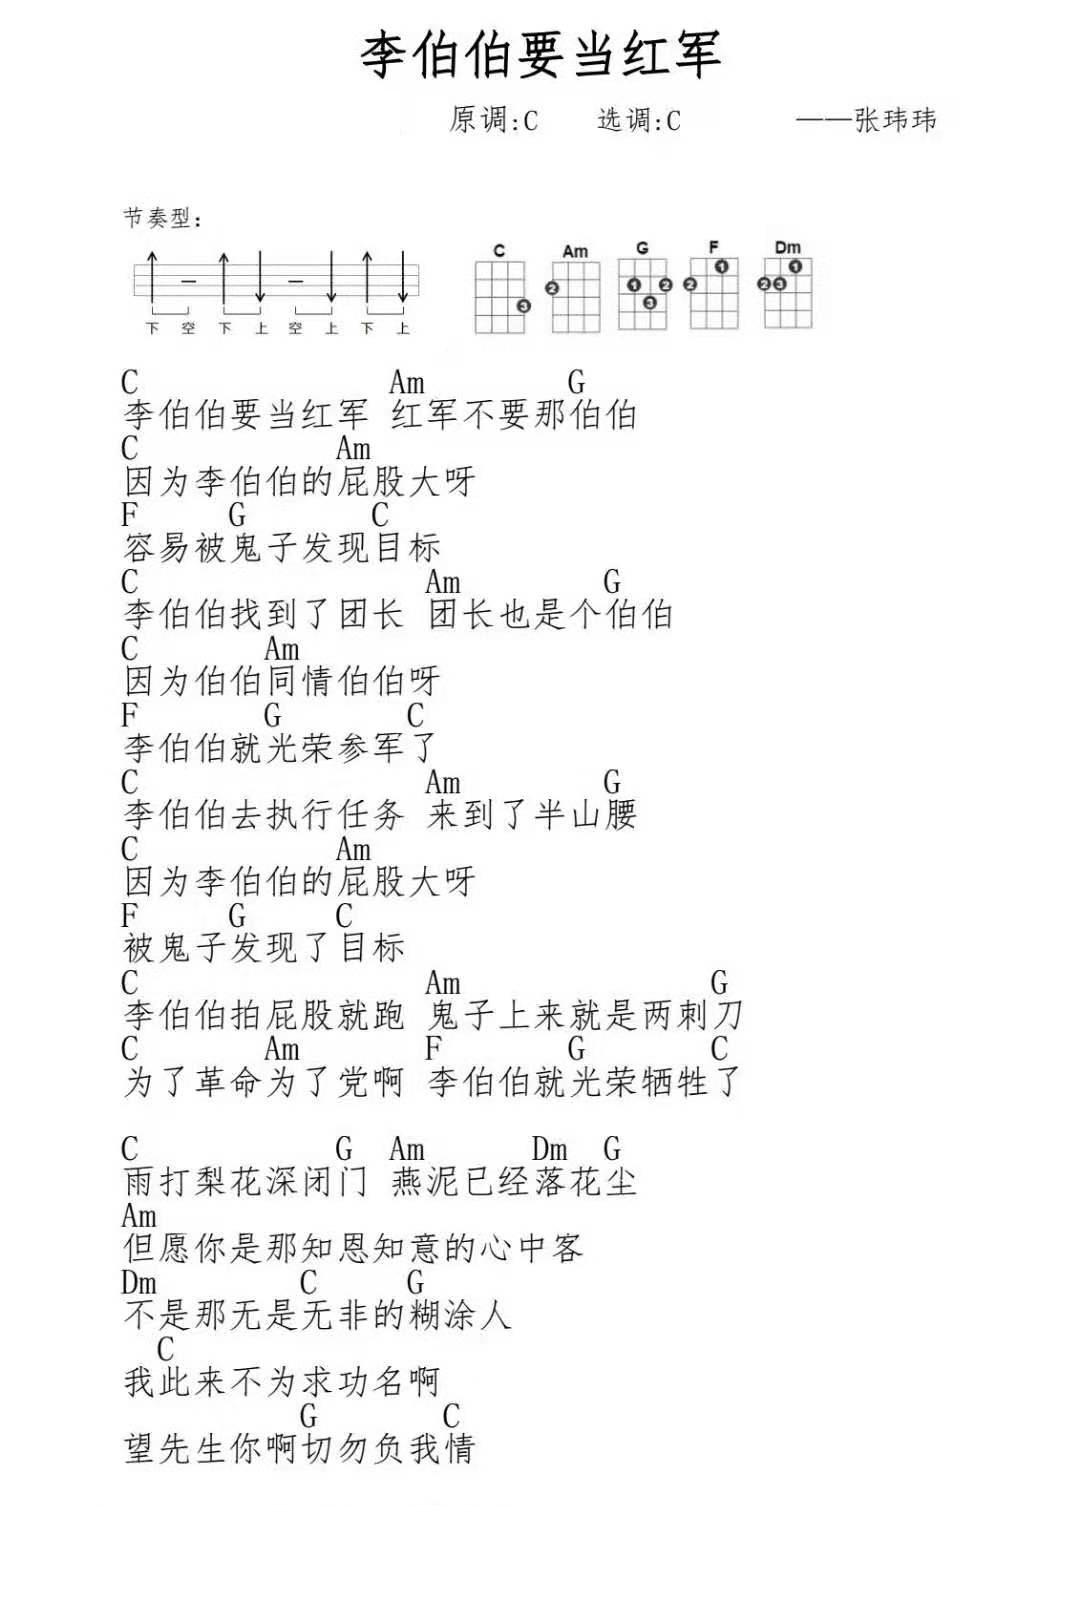 李伯伯要当红军
原调:C 选调:C ——张玮玮
节奏型:
C Am G F Dm
3 2 1 2 3 2 1 2 3 1
下 空 下 上 空 上 下 上
C Am G
李伯伯要当红军 红军不要那伯伯
C Am
因为李伯伯的屁股大呀
F G C
容易被鬼子发现目标
C Am G
李伯伯找到了团长 团长也是个伯伯
C Am
因为伯伯同情伯伯呀
F G C
李伯伯就光荣参军了
C Am G
李伯伯去执行任务 来到了半山腰
C Am
因为李伯伯的屁股大呀
F G C
被鬼子发现了目标
C Am G
李伯伯拍屁股就跑 鬼子上来就是两刺刀
C Am F G C
为了革命为了党啊 李伯伯就光荣牺牲了
C G Am Dm G
雨打梨花深闭门 燕泥已经落花尘
Am
但愿你是那知恩知意的心中客
Dm C G
不是那无是无非的糊涂人
C
我此来不为求功名啊
G C
望先生你啊切勿负我情